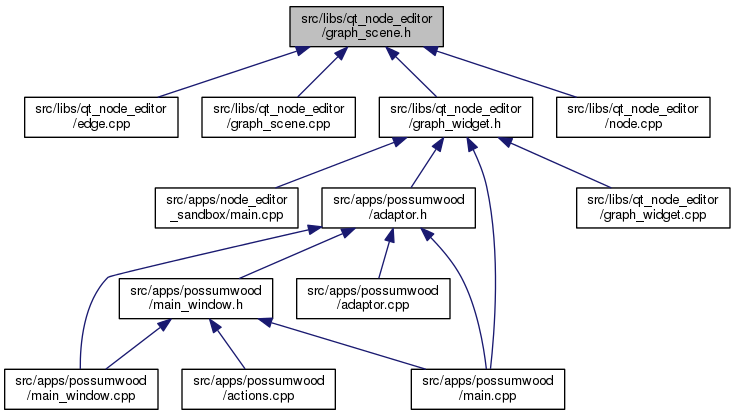 src/libs/qt_node_editor
/graph_scene.h
src/libs/qt_node_editor
/edge.cpp
src/libs/qt_node_editor
/graph_scene.cpp
src/libs/qt_node_editor
/graph_widget.h
src/libs/qt_node_editor
/node.cpp
src/apps/node_editor
_sandbox/main.cpp
src/apps/possumwood
/adaptor.h
src/libs/qt_node_editor
/graph_widget.cpp
src/apps/possumwood
/main_window.h
src/apps/possumwood
/adaptor.cpp
src/apps/possumwood
/main_window.cpp
src/apps/possumwood
/actions.cpp
src/apps/possumwood
/main.cpp